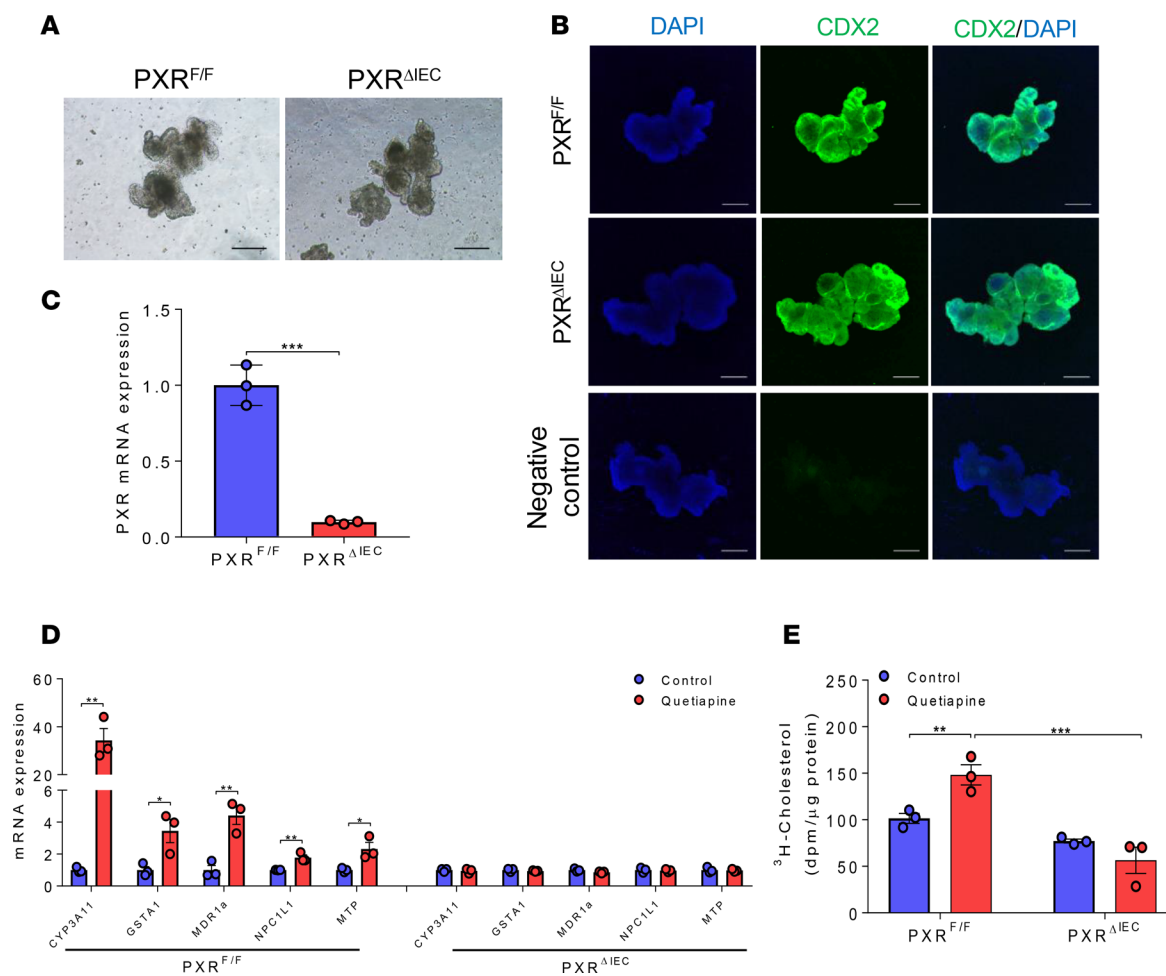 A
PXR^F/F
PXR^ΔIEC
B
DAPI
CDX2
CDX2/DAPI
PXR^F/F
PXR^ΔIEC
Negative control
C
PXR mRNA expression
1.5
1.0
0.5
0.0
***
PXR^F/F
PXR^ΔIEC
D
mRNA expression
60
40
20
6
4
2
0
**
*
**
**
*
Control
Quetiapine
CYP3A11
GSTA1
MDR1a
NPC1L1
MTP
CYP3A11
GSTA1
MDR1a
NPC1L1
MTP
PXR^F/F
PXR^ΔIEC
E
³H-Cholesterol
(dpm/μg protein)
250
200
150
100
50
0
Control
Quetiapine
**
***
PXR^F/F
PXR^ΔIEC